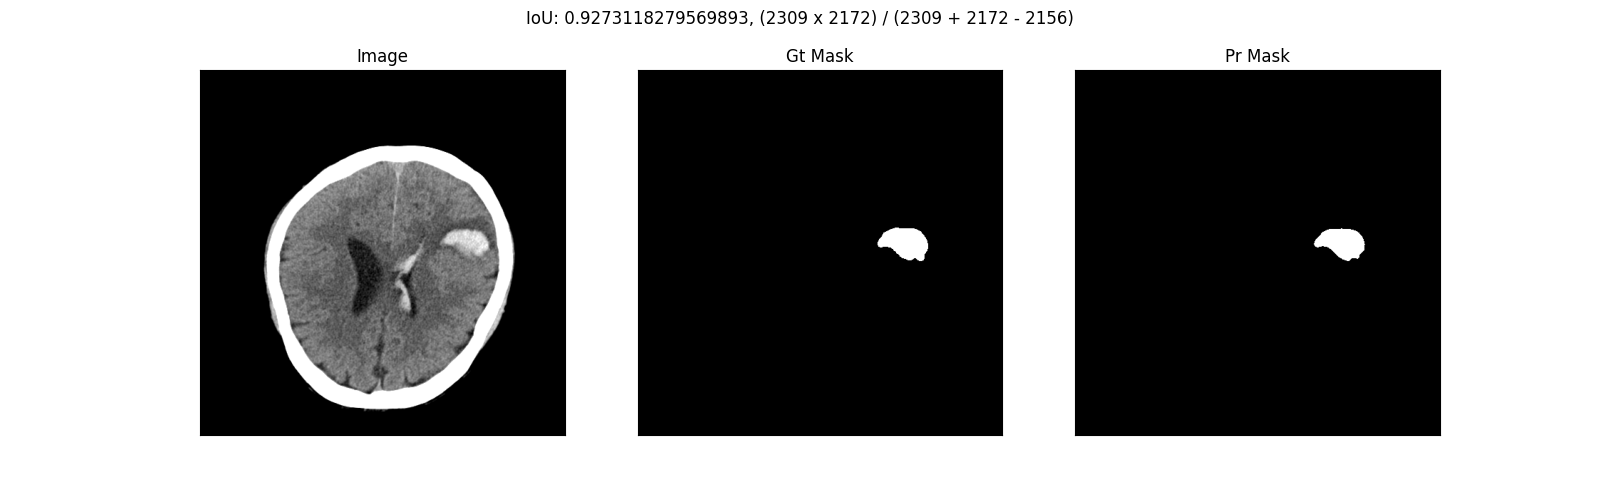 IoU: 0.9273118279569893, (2309 x 2172) / (2309 + 2172 - 2156)
Image
Gt Mask
Pr Mask